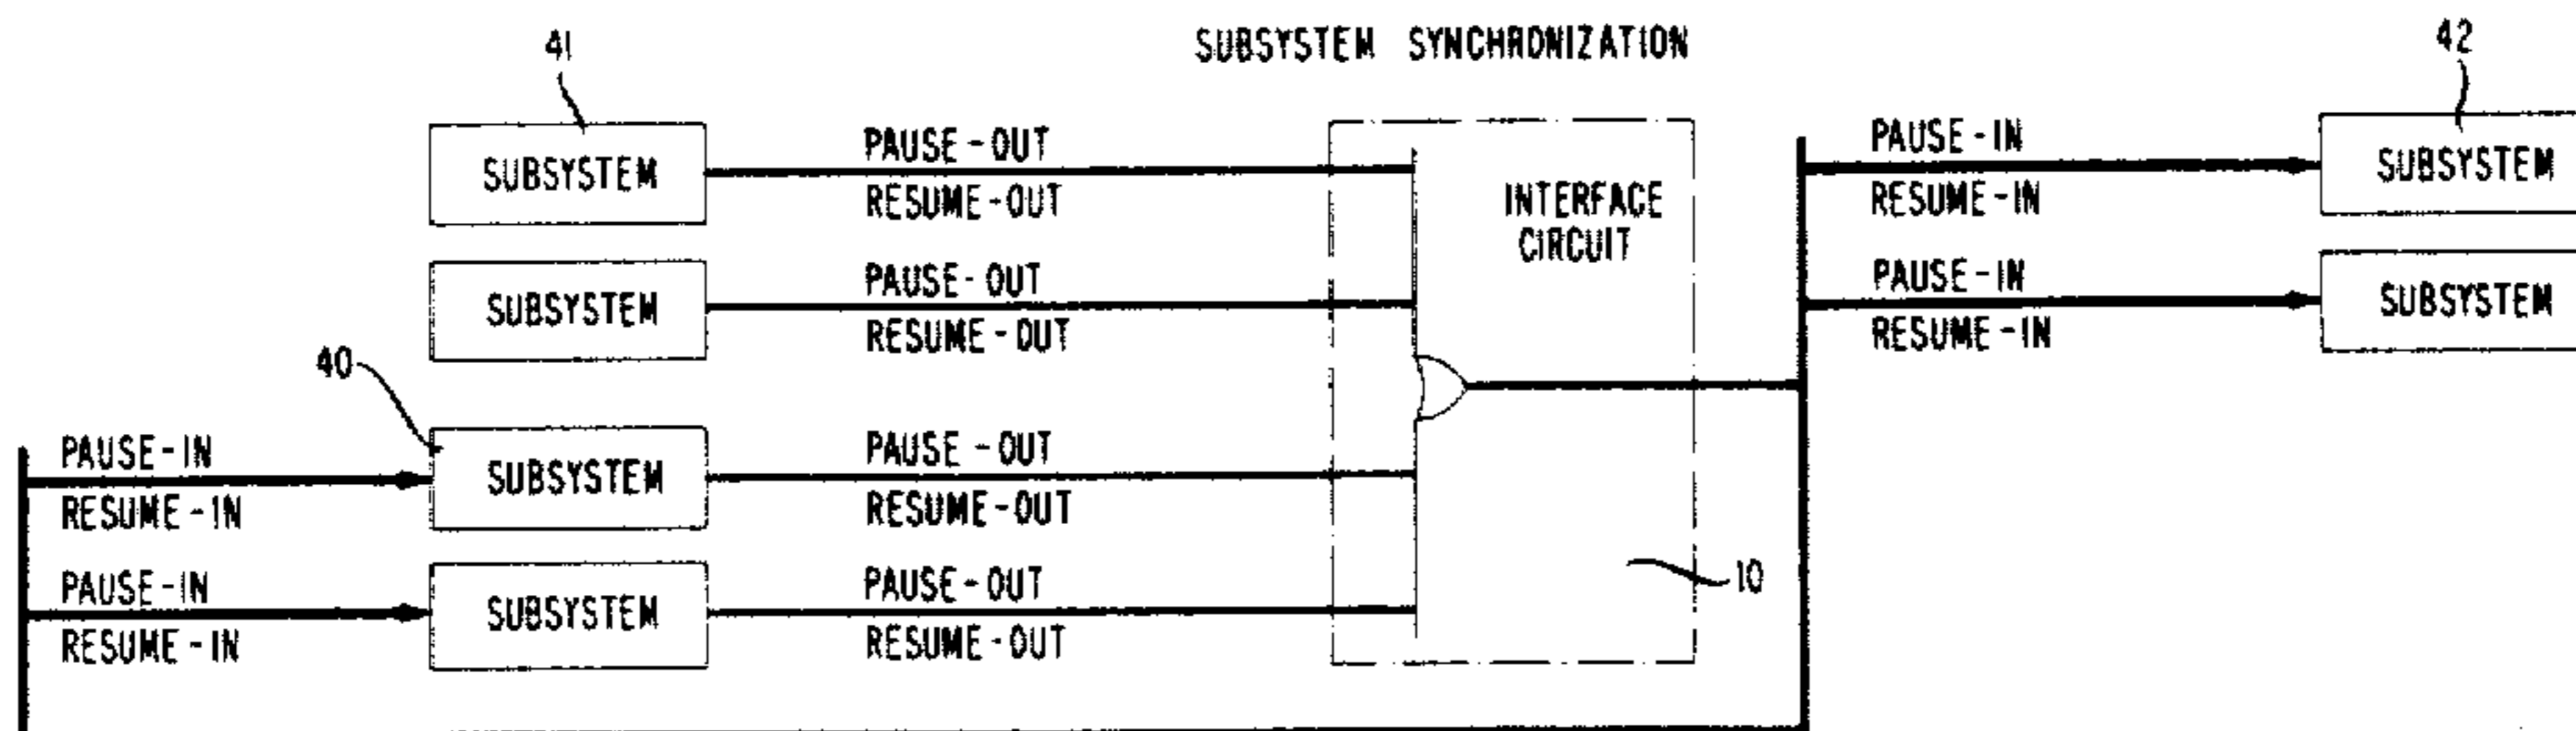 SUBSYSTEM SYNCHRONIZATION
41
42
SUBSYSTEM
PAUSE-OUT
RESUME-OUT
INTERFACE
CIRCUIT
PAUSE-IN
RESUME-IN
SUBSYSTEM
SUBSYSTEM
PAUSE-OUT
RESUME-OUT
PAUSE-IN
RESUME-IN
SUBSYSTEM
40
PAUSE-IN
RESUME-IN
SUBSYSTEM
PAUSE-OUT
RESUME-OUT
PAUSE-IN
RESUME-IN
SUBSYSTEM
PAUSE-OUT
RESUME-OUT
10